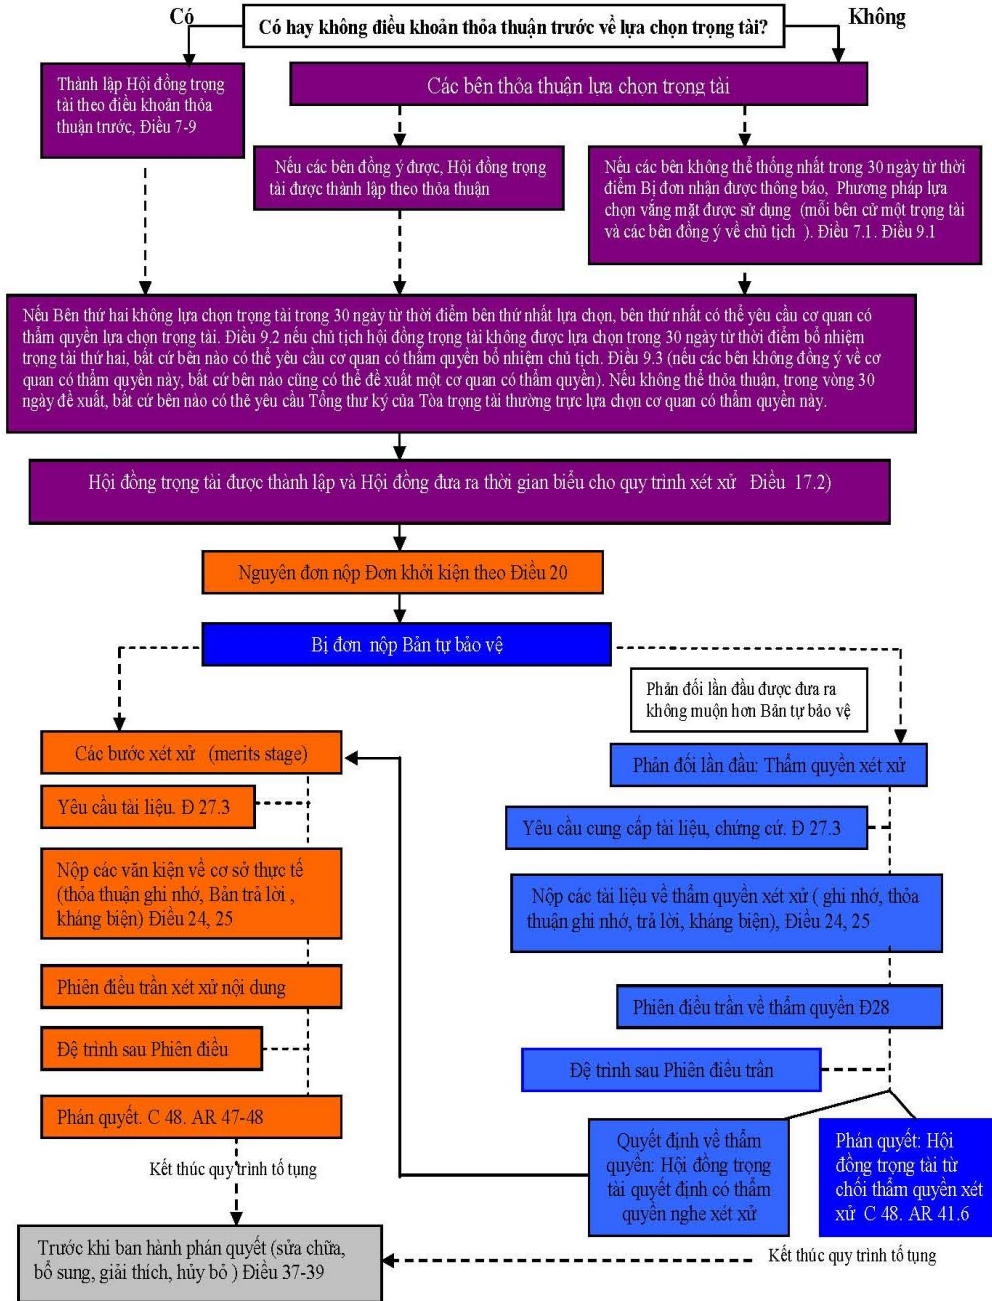 Có
Có hay không điều khoản thỏa thuận trước về lựa chọn trọng tài?
Không
Thành lập Hội đồng trọng
tài theo điều khoản thỏa
thuận trước, Điều 7-9
Các bên thỏa thuận lựa chọn trọng tài
Nếu các bên đồng ý được, Hội đồng trọng
tài được thành lập theo thỏa thuận
Nếu các bên không thể thống nhất trong 30 ngày từ thời
điểm Bị đơn nhận được thông báo, Phương pháp lựa
chọn vắng mặt được sử dụng (mỗi bên cử một trọng tài
và các bên đồng ý về chủ tịch ). Điều 7.1. Điều 9.1
Nếu Bên thứ hai không lựa chọn trọng tài trong 30 ngày từ thời điểm bên thứ nhất lựa chọn, bên thứ nhất có thể yêu cầu cơ quan có
thẩm quyền lựa chọn trọng tài. Điều 9.2 nếu chủ tịch hội đồng trọng tài không được lựa chọn trong 30 ngày từ thời điểm bổ nhiệm
trọng tài thứ hai, bất cứ bên nào có thể yêu cầu cơ quan có thẩm quyền bổ nhiệm chủ tịch. Điều 9.3 (nếu các bên không đồng ý về cơ
quan có thẩm quyền này, bất cứ bên nào cũng có thể đề xuất một cơ quan có thẩm quyền). Nếu không thể thỏa thuận, trong vòng 30
ngày đề xuất, bất cứ bên nào có thẻ yêu cầu Tổng thư ký của Tòa trọng tài thường trực lựa chọn cơ quan có thẩm quyền này.
Hội đồng trọng tài được thành lập và Hội đồng đưa ra thời gian biểu cho quy trình xét xử Điều 17.2)
Nguyên đơn nộp Đơn khởi kiện theo Điều 20
Bị đơn nộp Bản tự bảo vệ
Phản đối lần đầu được đưa ra
không muộn hơn Bản tự bảo vệ
Các bước xét xử (merits stage)
Phản đối lần đầu: Thẩm quyền xét xử
Yêu cầu tài liệu. Đ 27.3
Yêu cầu cung cấp tài liệu, chứng cứ. Đ 27.3
Nộp các văn kiện về cơ sở thực tế
(thỏa thuận ghi nhớ, Bản trả lời ,
kháng biện) Điều 24, 25
Nộp các tài liệu về thẩm quyền xét xử ( ghi nhớ, thỏa
thuận ghi nhớ, trả lời, kháng biện), Điều 24, 25
Phiên điều trần xét xử nội dung
Phiên điều trần về thẩm quyền Đ28
Đệ trình sau Phiên điều
Đệ trình sau Phiên điều trần
Phán quyết. C 48. AR 47-48
Quyết định về thẩm
quyền: Hội đồng trọng
tài quyết định có thẩm
quyền nghe xét xử
Phán quyết: Hội
đồng trọng tài từ
chối thẩm quyền xét
xử C 48. AR 41.6
Kết thúc quy trình tố tụng
Trước khi ban hành phán quyết (sửa chữa,
bổ sung, giải thích, hủy bỏ ) Điều 37-39
Kết thúc quy trình tố tụng